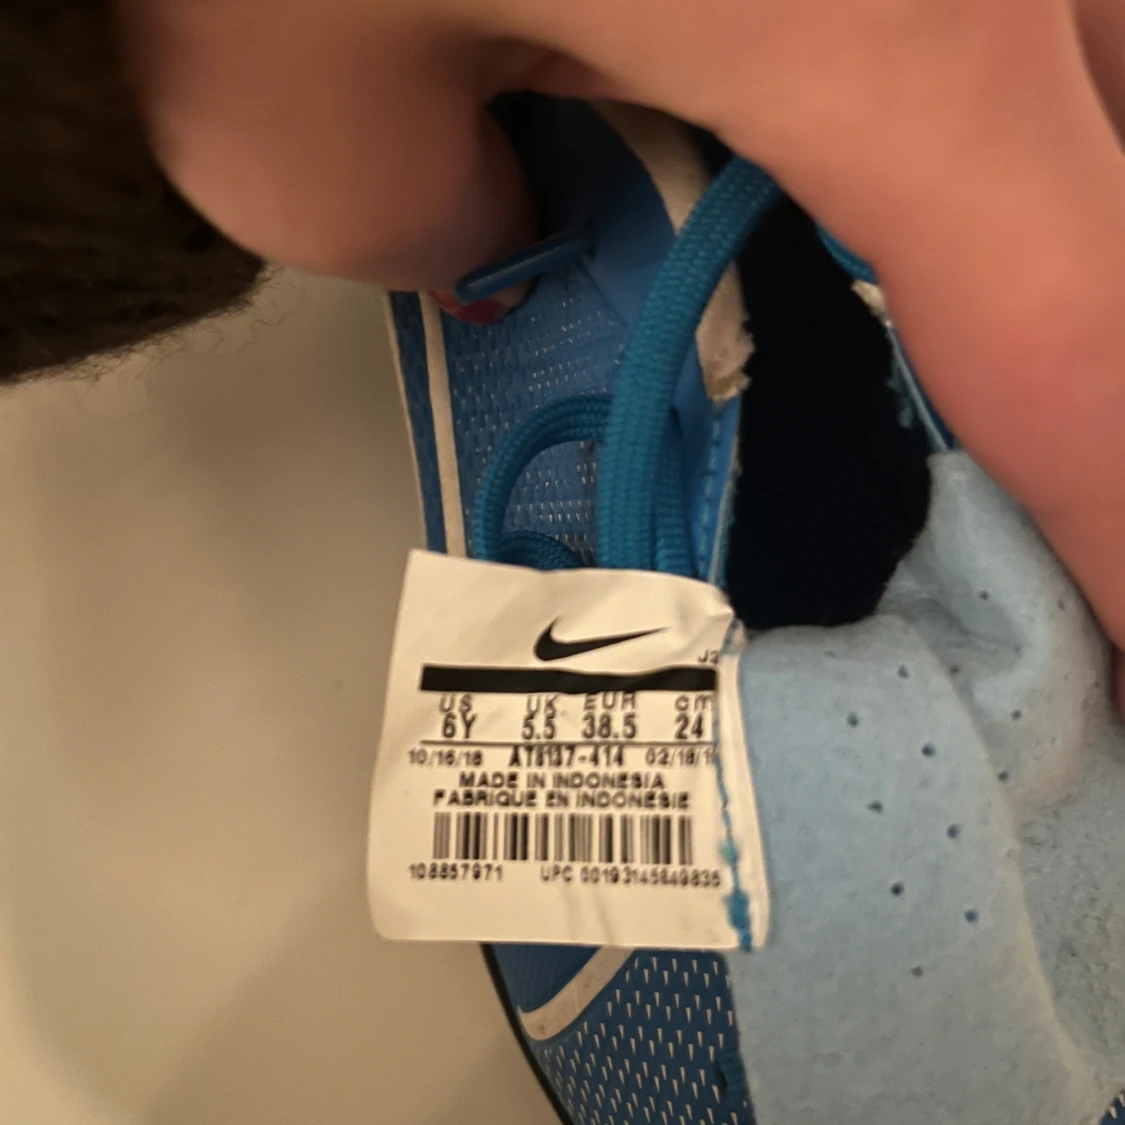 US UK EUR cm
6Y 5.5 38.5 24
10/16/18 AT8137-414 02/18/1
MADE IN INDONESIA
FABRIQUE EN INDONESIE
108857971 UPC 00193145649835